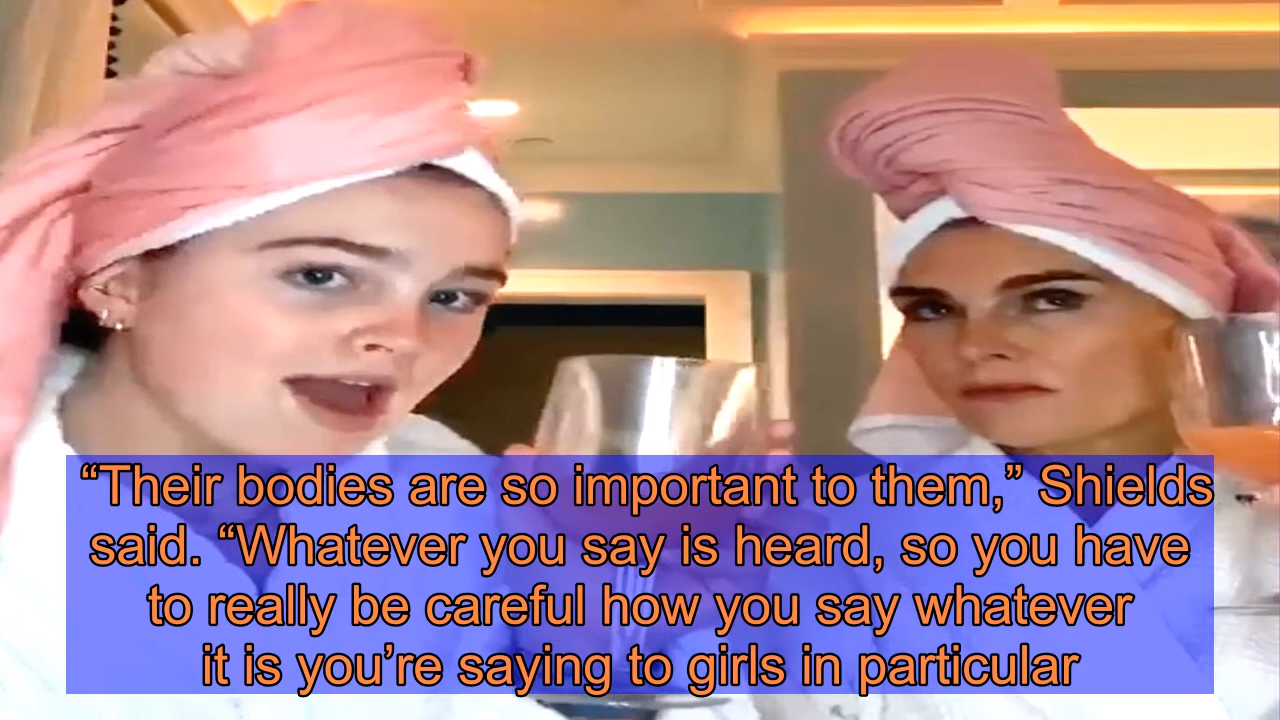 “Their bodies are so important to them,” Shields
said. “Whatever you say is heard, so you have
to really be careful how you say whatever
it is you’re saying to girls in particular